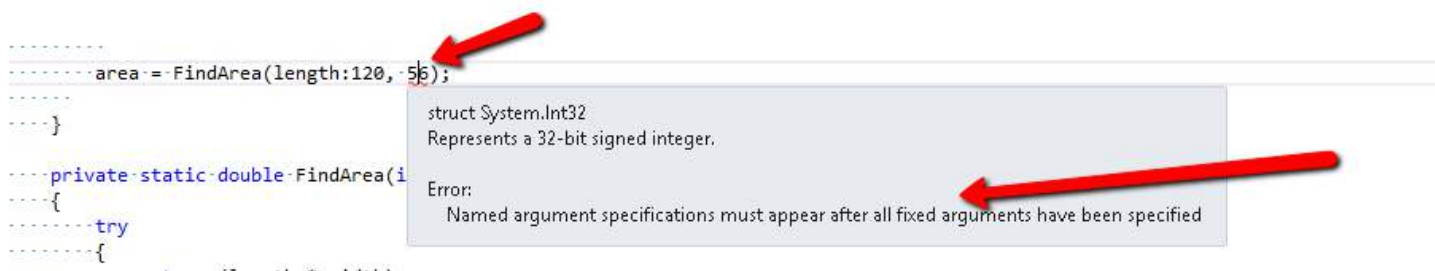 area = FindArea(length:120, 56);
struct System.Int32
Represents a 32-bit signed integer.
}
private static double FindArea(i
Error:
{
Named argument specifications must appear after all fixed arguments have been specified
try
{